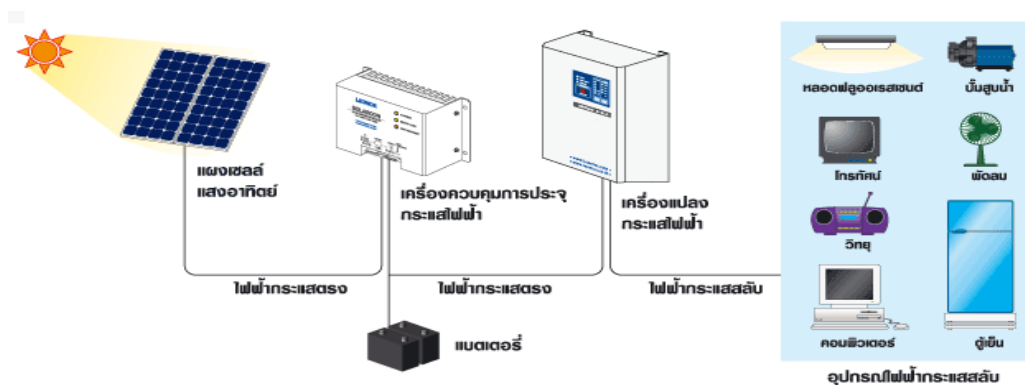 แผงเซลล์
แสงอาทิตย์
เครื่องควบคุมการประจุ
กระแสไฟฟ้า
เครื่องแปลง
กระแสไฟฟ้า
ไฟฟ้ากระแสตรง
ไฟฟ้ากระแสตรง
ไฟฟ้ากระแสสลับ
แบตเตอรี่
หลอดฟลูออเรสเซนต์
ปั๊มสูบน้ำ
โทรทัศน์
พัดลม
วิทยุ
คอมพิวเตอร์
ตู้เย็น
อุปกรณ์ไฟฟ้ากระแสสลับ